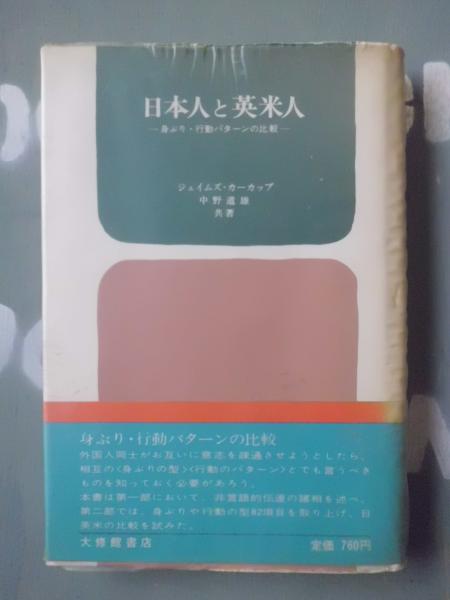 日本人と英米人
―身ぶり・行動パターンの比較―
ジェイムズ・カーカップ
中野道雄
共著
身ぶり・行動パターンの比較
外国人同士がお互いに意志を疎通させようとしたら、
相互の〈身ぶりの型〉〈行動のパターン〉とでも言うべき
ものを知っておく必要があろう。
本書は第一部において、非言語的伝達の諸相を述べ、
第二部では、身ぶりや行動の型82項目を取り上げ、日
英米の比較を試みた。
大修館書店
定価 760円